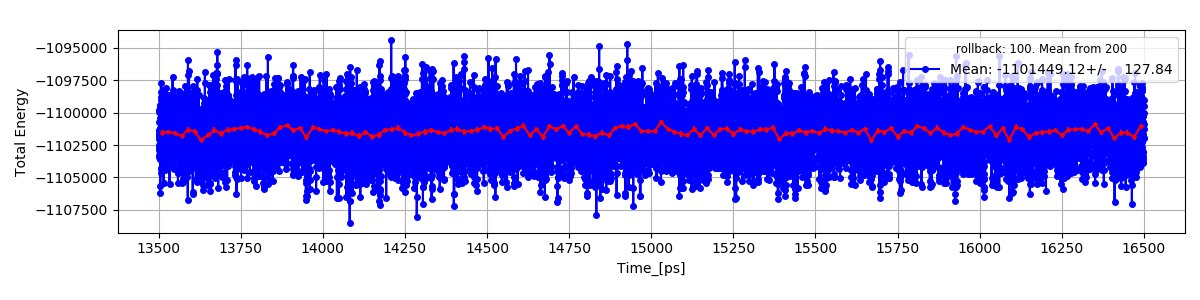 rollback: 100. Mean from 200
Mean: -1101449.12+/- 127.84
Total Energy
−1095000
−1097500
−1100000
−1102500
−1105000
−1107500
13500 13750 14000 14250 14500 14750 15000 15250 15500 15750 16000 16250 16500
Time_[ps]